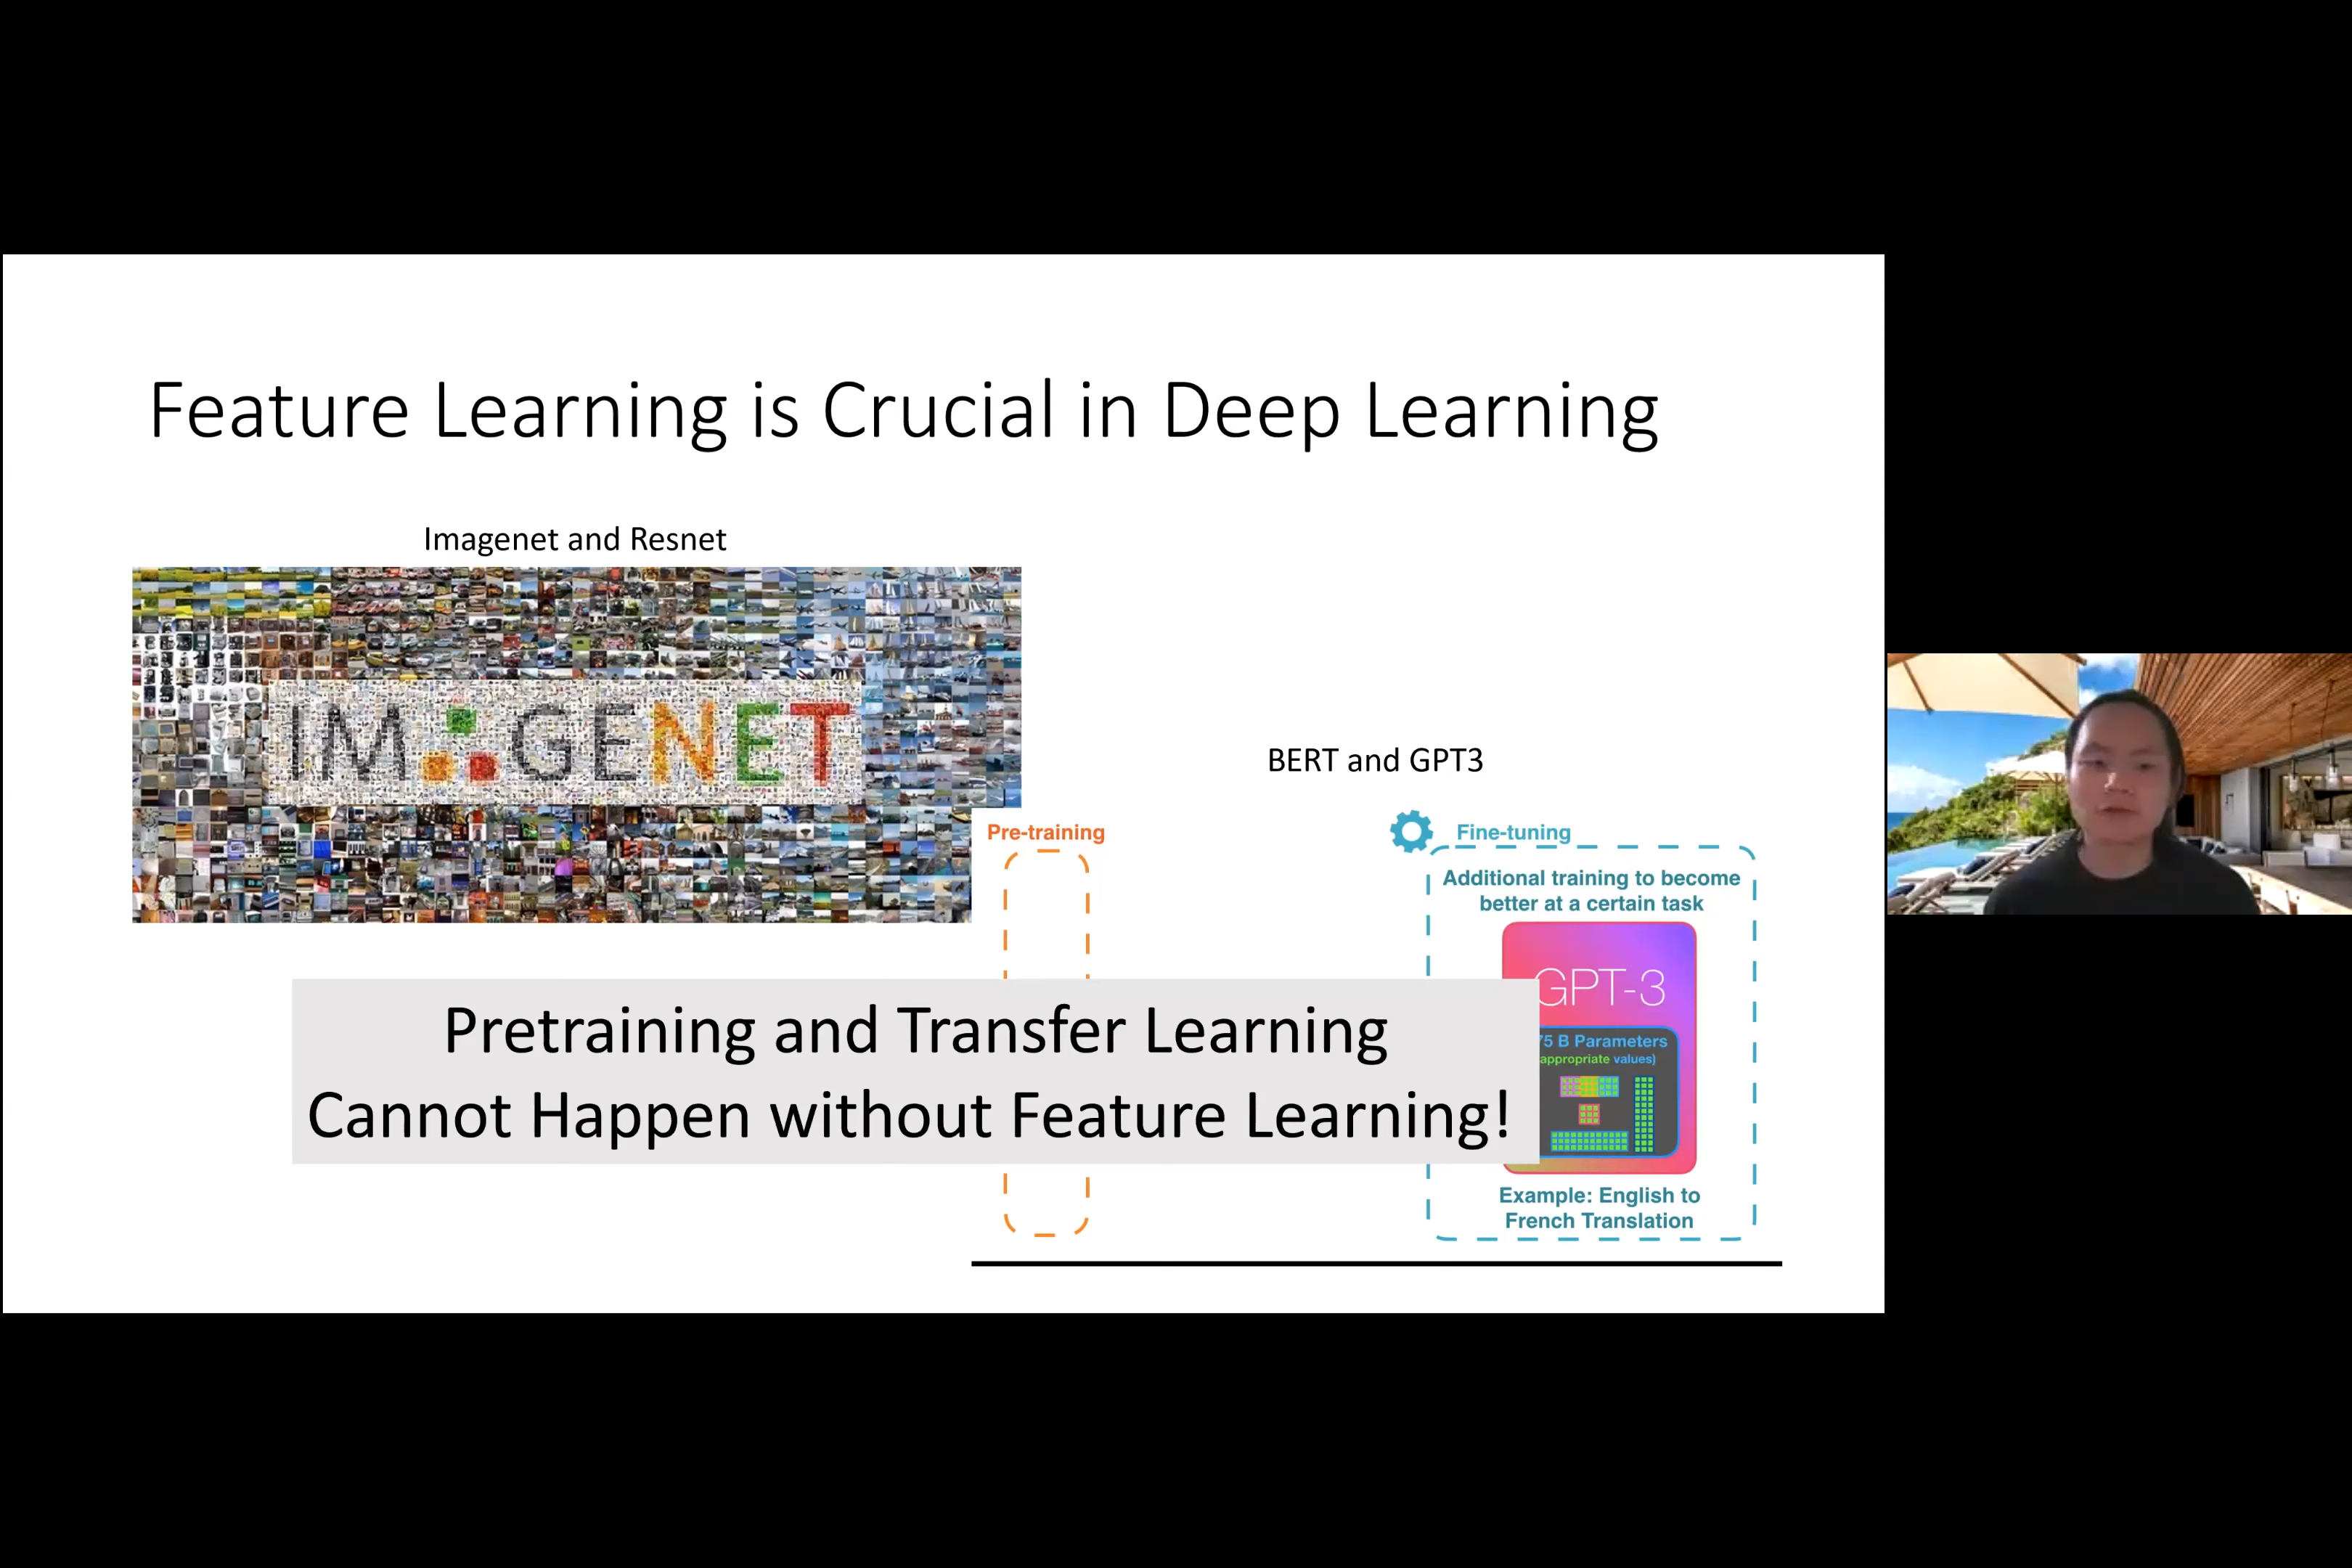 Feature Learning is Crucial in Deep Learning
Imagenet and Resnet
IMAGENET
BERT and GPT3
Pre-training
Fine-tuning
Additional training to become
better at a certain task
GPT-3
Pretraining and Transfer Learning
Cannot Happen without Feature Learning!
75 B Parameters
appropriate values)
Example: English to
French Translation